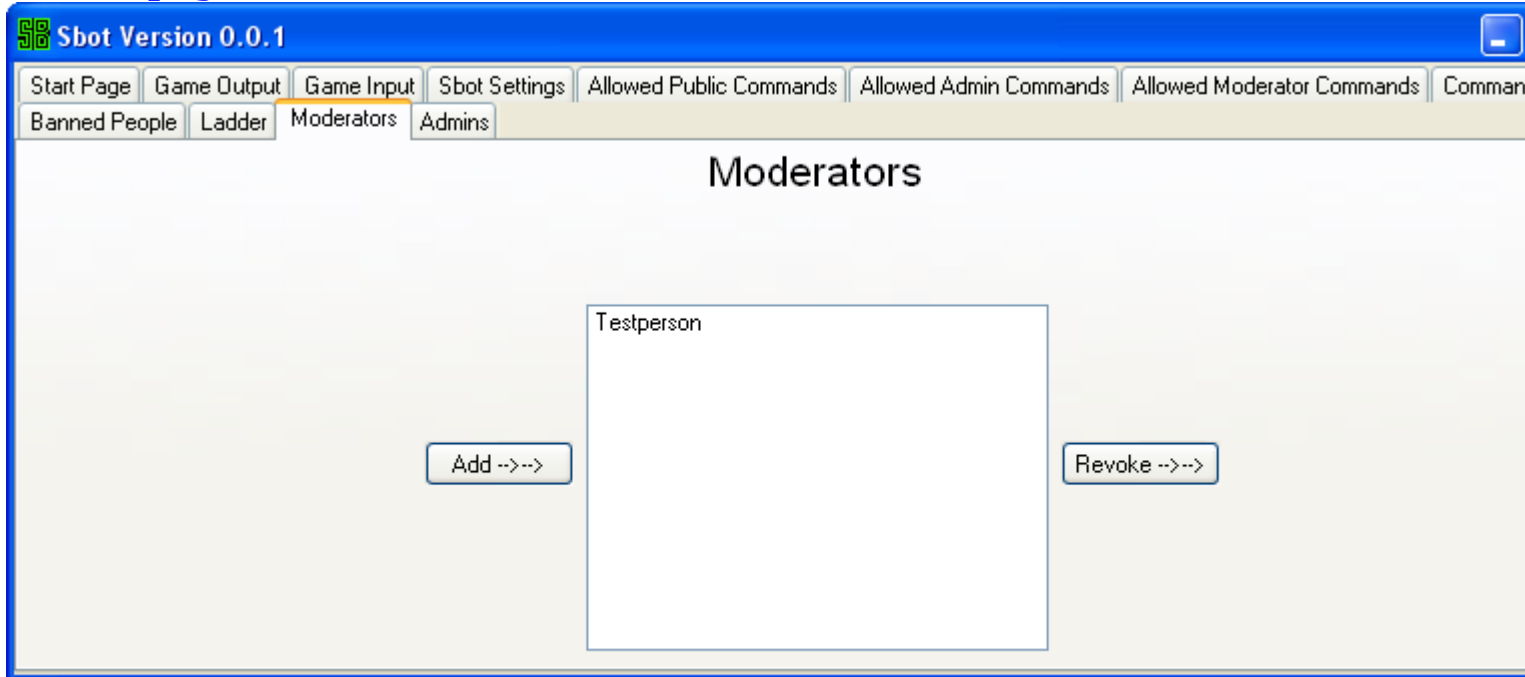 Sbot Version 0.0.1
Start Page Game Output Game Input Sbot Settings Allowed Public Commands Allowed Admin Commands Allowed Moderator Commands Comman
Banned People Ladder Moderators Admins
Moderators
Testperson
Add -->--> Revoke -->-->